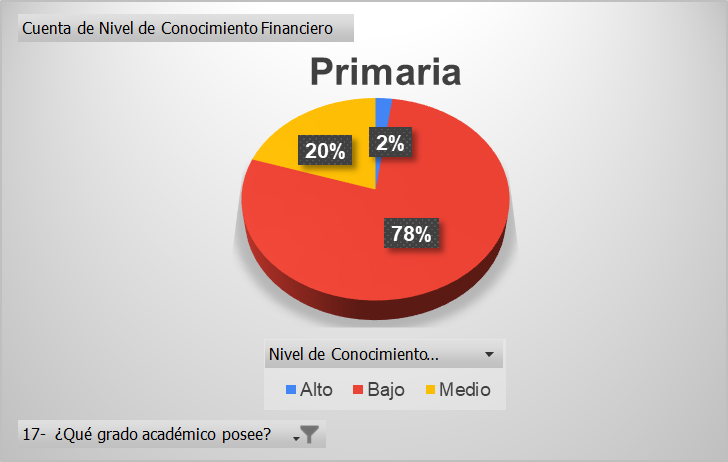 Cuenta de Nivel de Conocimiento Financiero
Primaria
2%
20%
78%
Nivel de Conocimiento...
Alto Bajo Medio
17- ¿Qué grado académico posee?